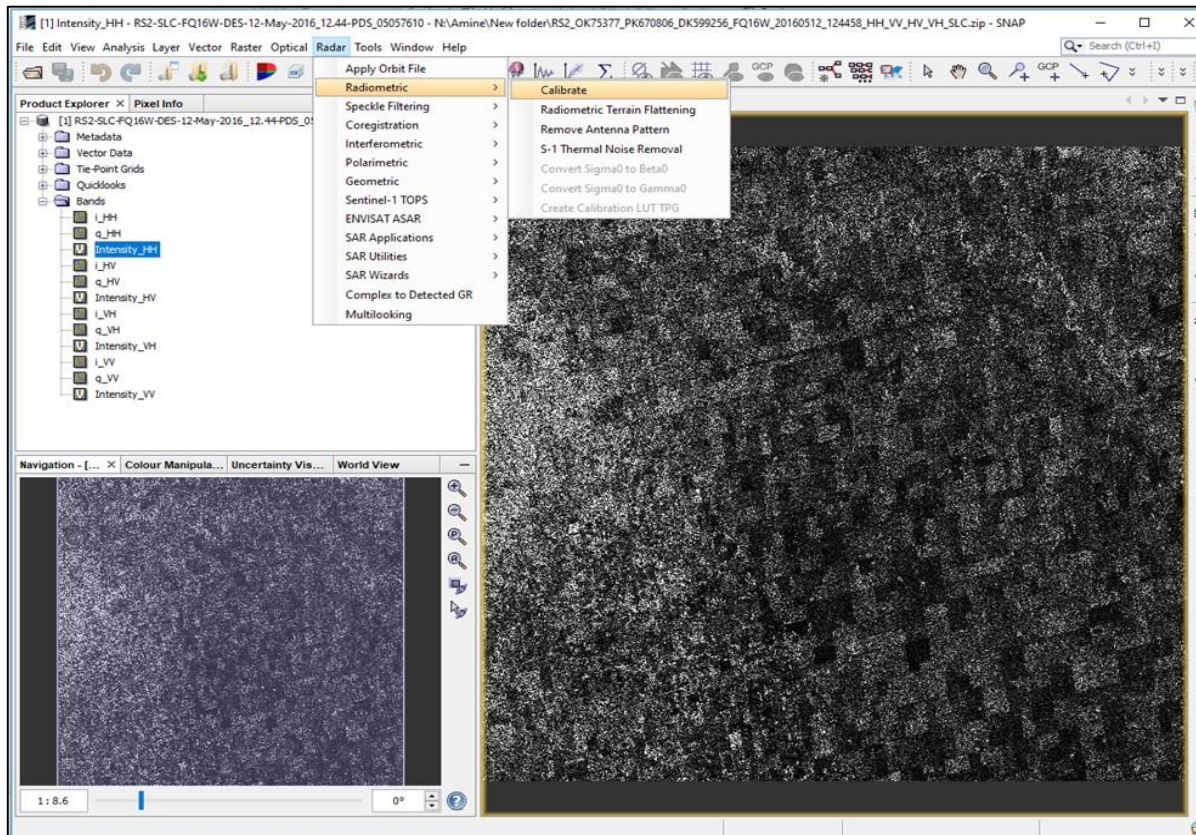 [1] Intensity_HH - RS2-SLC-FQ16W-DES-12-May-2016_12.44-PDS_05057610 - N:\Amine\New folder\RS2_OK75377_PK670806_DK599256_FQ16W_20160512_124458_HH_VV_HV_VH_SLC.zip - SNAP
File Edit View Analysis Layer Vector Raster Optical Radar Tools Window Help
Search (Ctrl+I)
GCP
GCP
Apply Orbit File
Radiometric
Speckle Filtering
Coregistration
Interferometric
Polarimetric
Geometric
Sentinel-1 TOPS
ENVISAT ASAR
SAR Applications
SAR Utilities
SAR Wizards
Complex to Detected GR
Multilooking
Calibrate
Radiometric Terrain Flattening
Remove Antenna Pattern
S-1 Thermal Noise Removal
Convert Sigma0 to Beta0
Convert Sigma0 to Gamma0
Create Calibration LUT TPG
Product Explorer Pixel Info
[1] RS2-SLC-FQ16W-DES-12-May-2016_12.44-PDS_05
Metadata
Vector Data
Tie-Point Grids
Quicklooks
Bands
i_HH
q_HH
Intensity_HH
i_HV
q_HV
Intensity_HV
i_VH
q_VH
Intensity_VH
i_VV
q_VV
Intensity_VV
Navigation - [... Colour Manipula... Uncertainty Vis... World View
1 : 8.6
0°